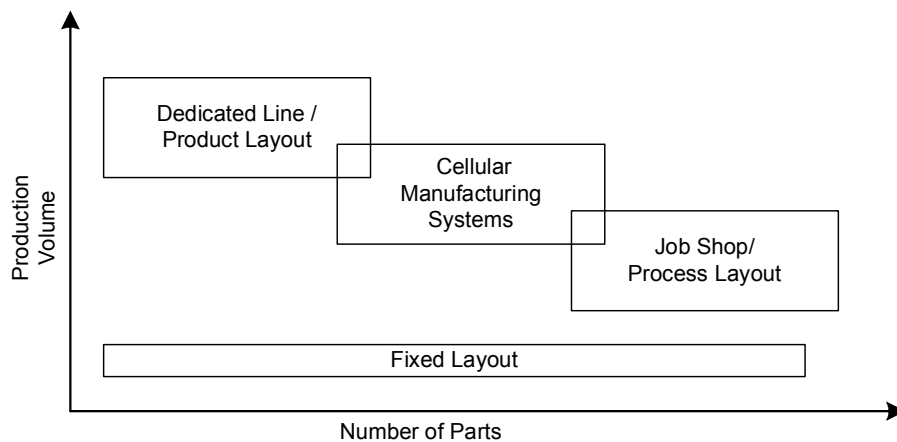 Production
Volume
Dedicated Line /
Product Layout
Cellular
Manufacturing
Systems
Job Shop/
Process Layout
Fixed Layout
Number of Parts